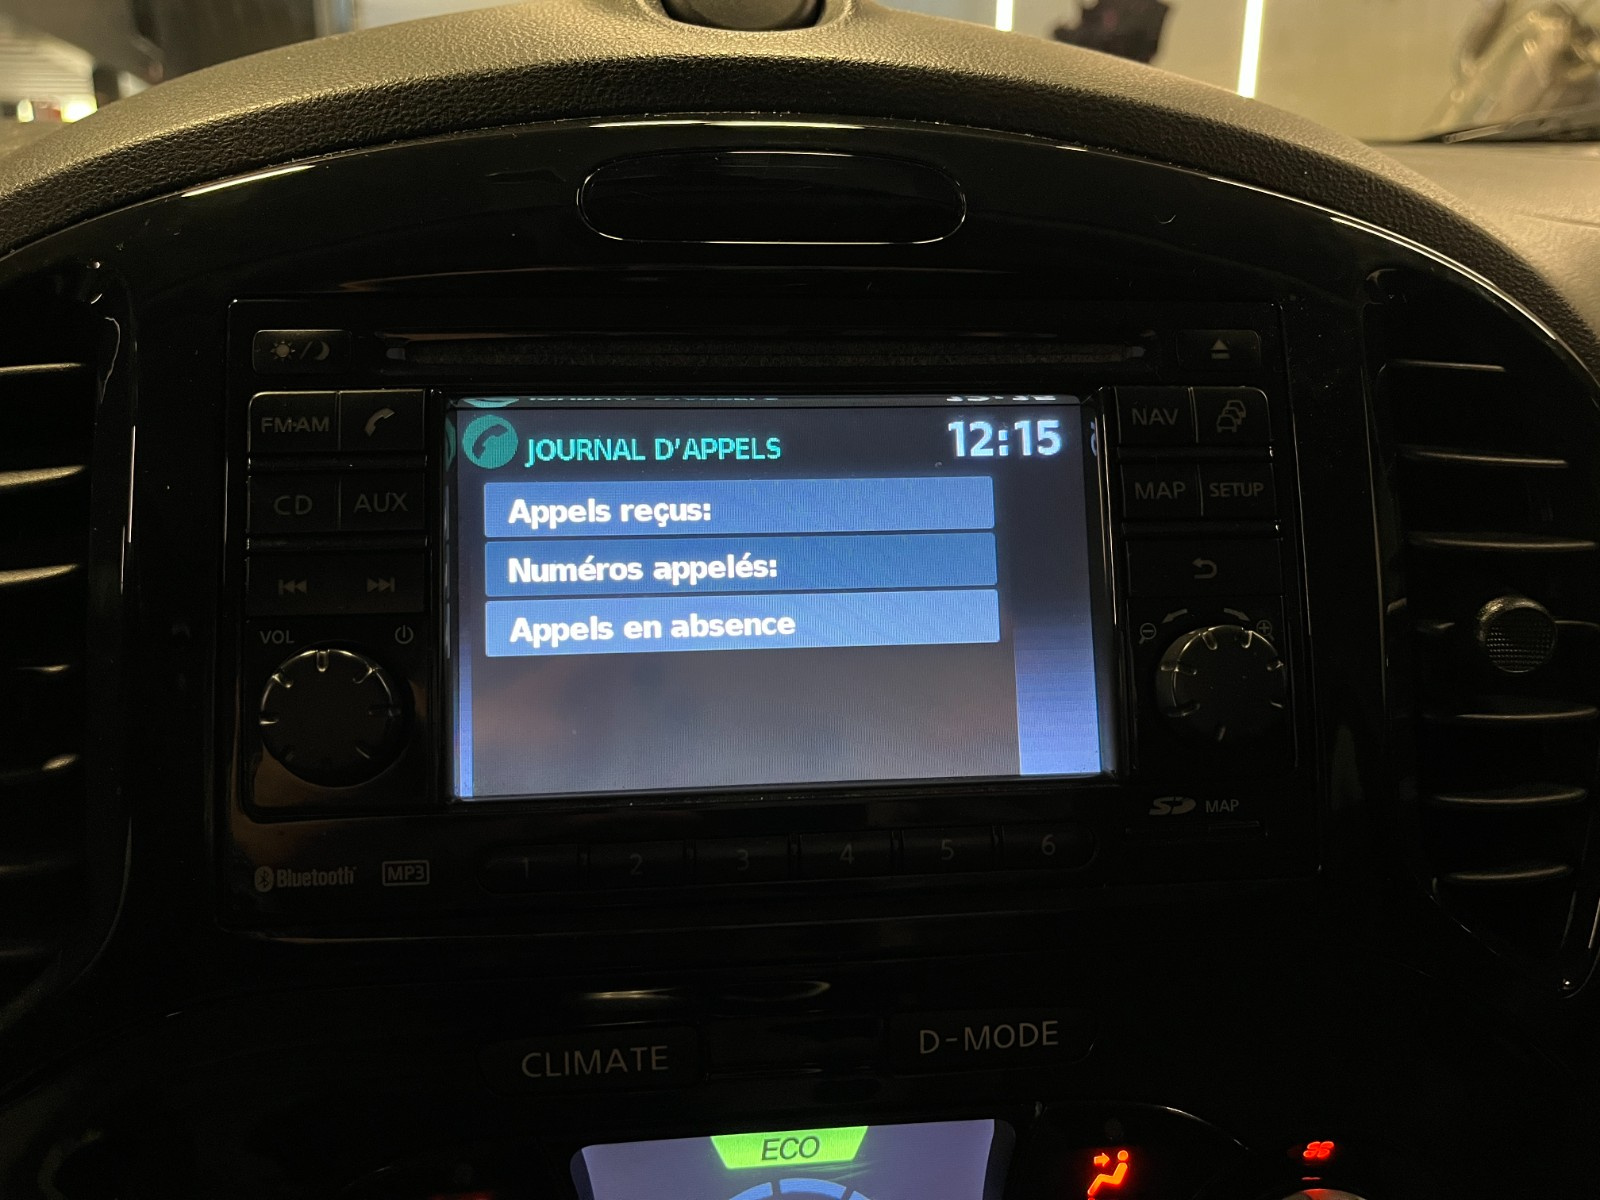 FM·AM
NAV
JOURNAL D'APPELS
12:15
Appels reçus:
CD
AUX
MAP
SETUP
Numéros appelés:
Appels en absence
VOL
MAP
1 2 3 4 5 6
Bluetooth
MP3
CLIMATE
D-MODE
ECO